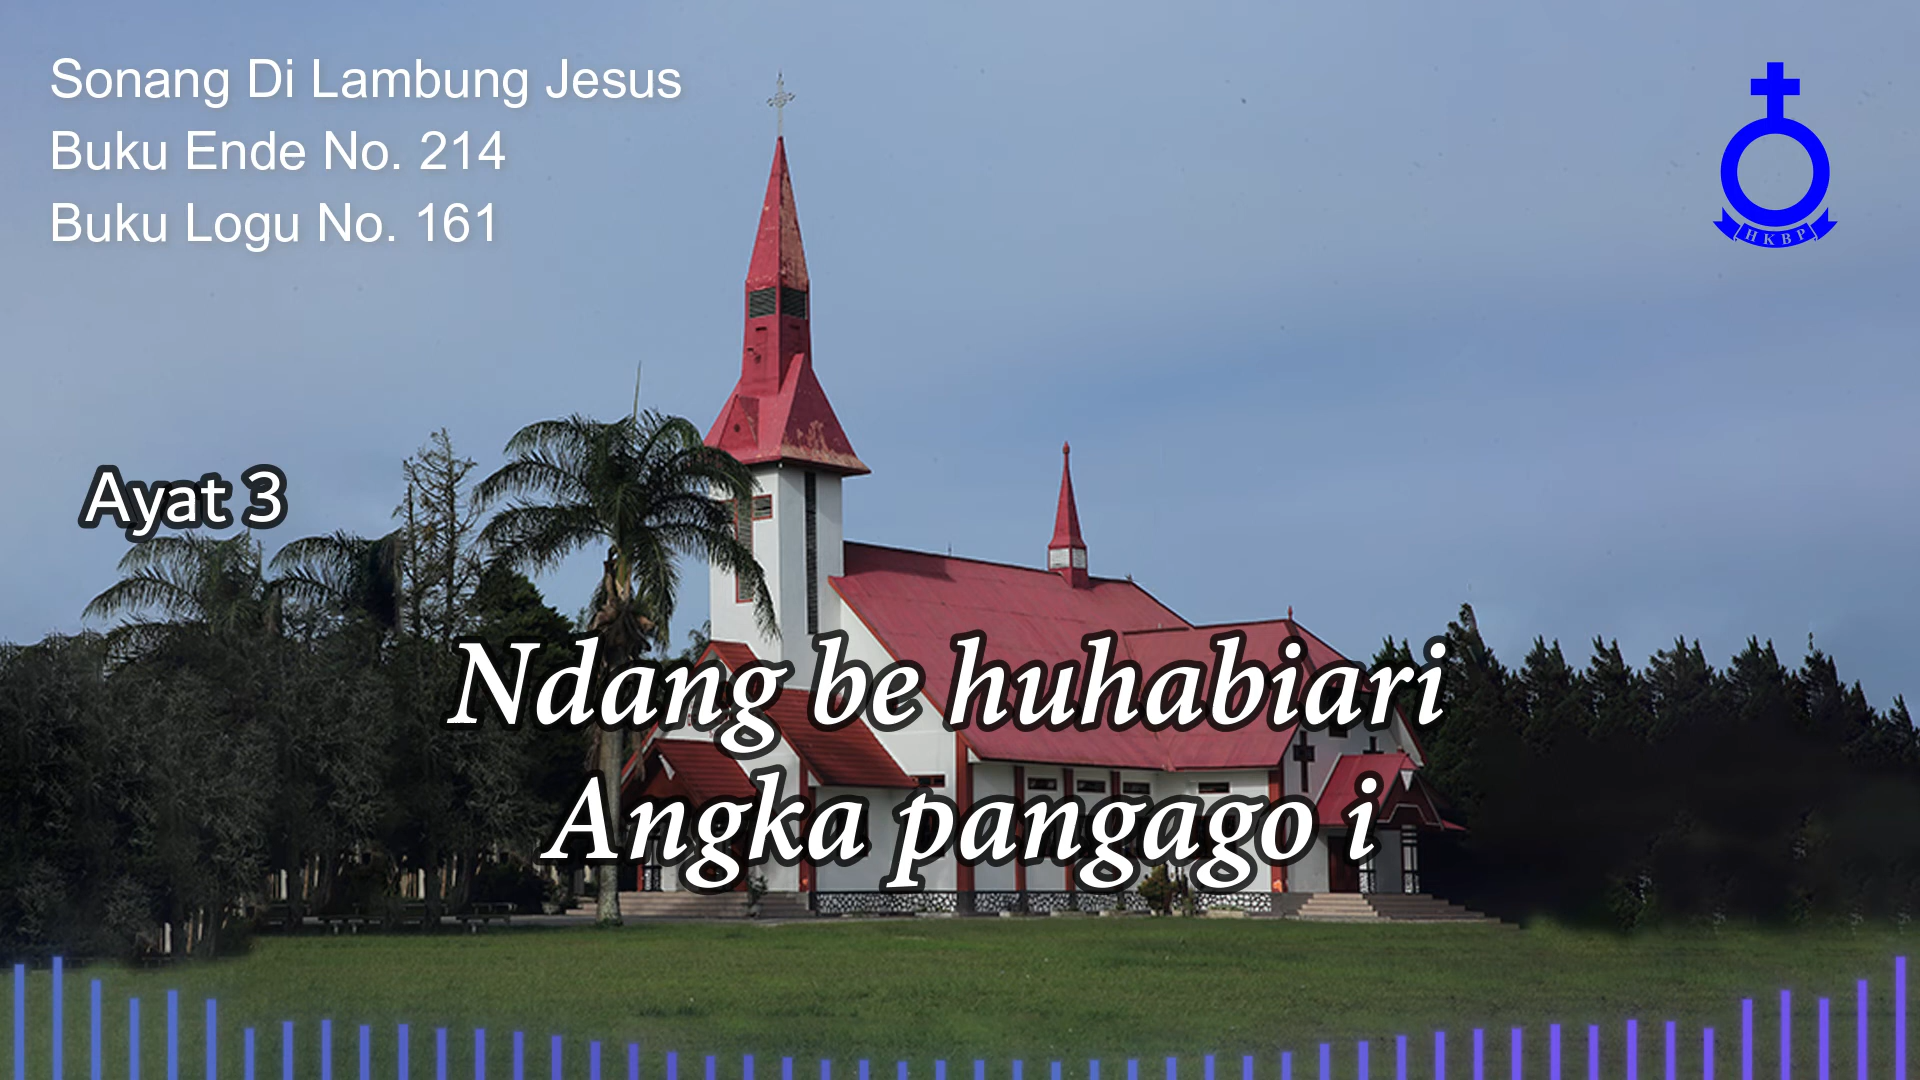 Sonang Di Lambung Jesus
Buku Ende No. 214
Buku Logu No. 161
HKBP
Ayat 3
Ndang be huhabiari
Angka pangago i